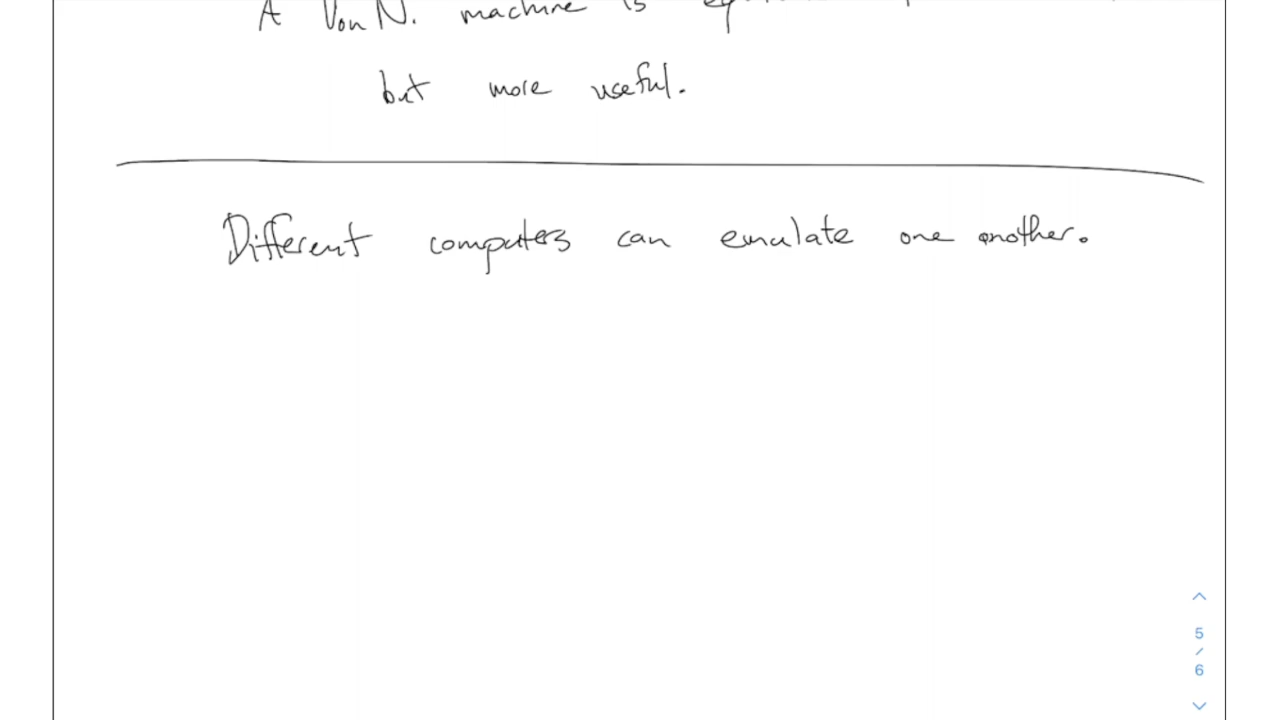 A Von N. machine is
but more useful.
Different computers can emulate one another.
5
/
6